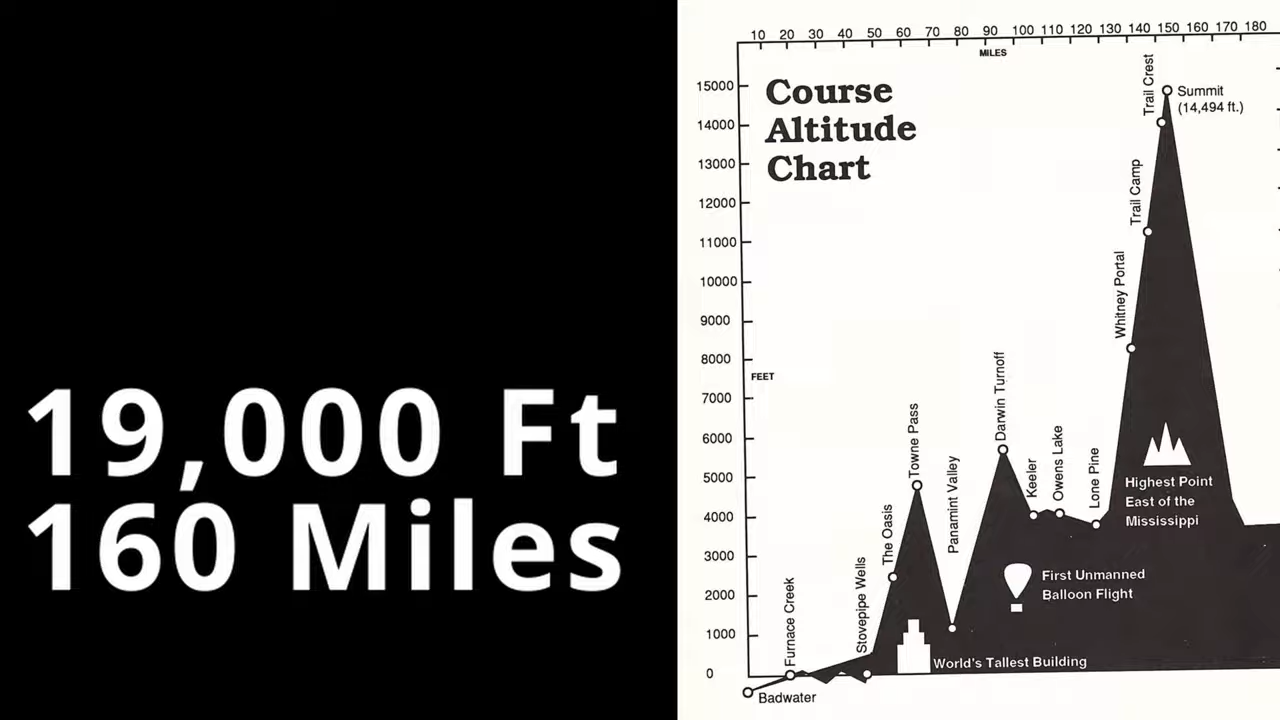 19,000 Ft
160 Miles
10 20 30 40 50 60 70 80 90 100 110 120 130 140 150 160 170 180
MILES
Course
Altitude
Chart
15000
14000
13000
12000
11000
10000
9000
8000
FEET
7000
6000
5000
4000
3000
2000
1000
0
Badwater
Furnace Creek
Stovepipe Wells
The Oasis
Towne Pass
Panamint Valley
Darwin Turnoff
Keeler
Owens Lake
Lone Pine
Whitney Portal
Trail Camp
Trail Crest
Summit
(14,494 ft.)
Highest Point
East of the
Mississippi
First Unmanned
Balloon Flight
World's Tallest Building